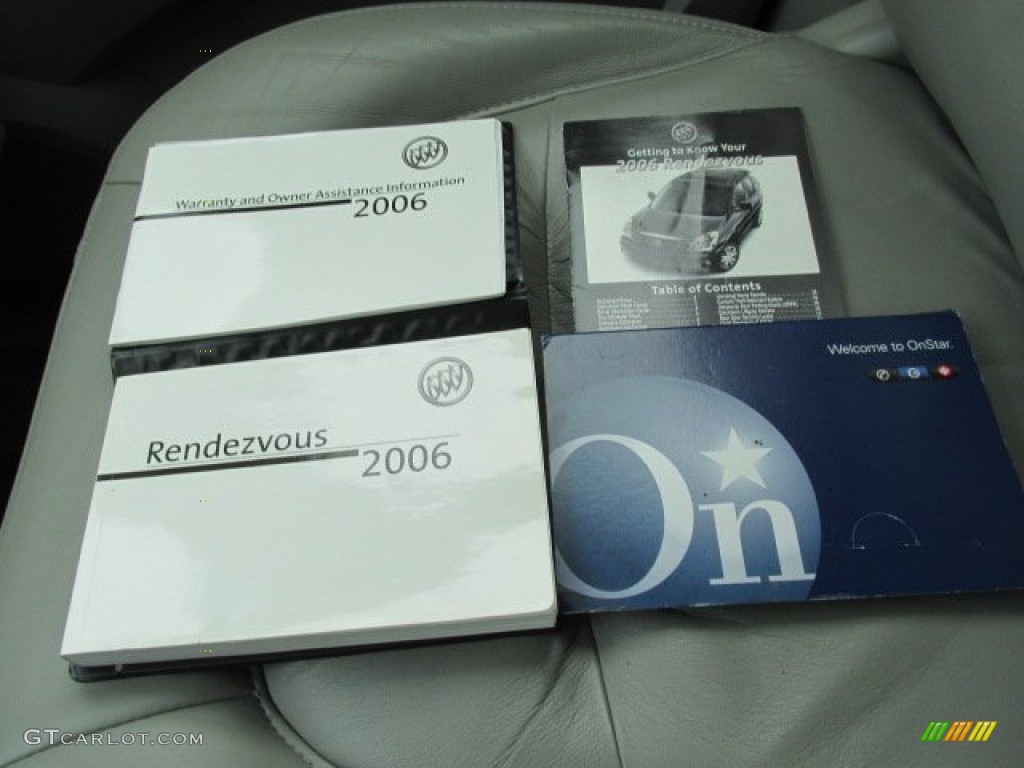 Warranty and Owner Assistance Information
2006
Getting to Know Your
2006 Rendezvous
Table of Contents
Rendezvous
2006
Welcome to OnStar.
On
GTCARLOT.COM